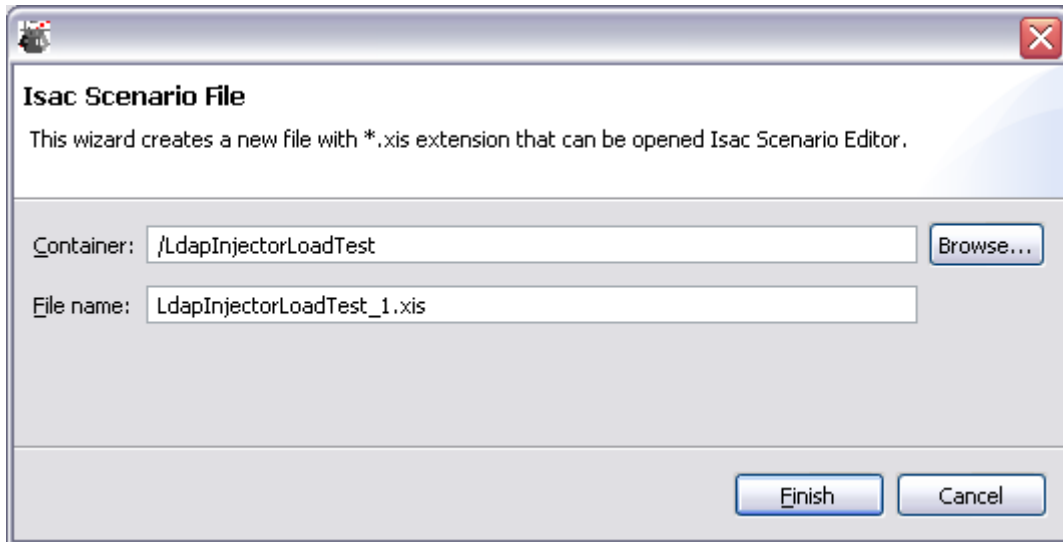 Isac Scenario File
This wizard creates a new file with *.xis extension that can be opened Isac Scenario Editor.
Container: /LdapInjectorLoadTest Browse...
File name: LdapInjectorLoadTest_1.xis
Finish Cancel